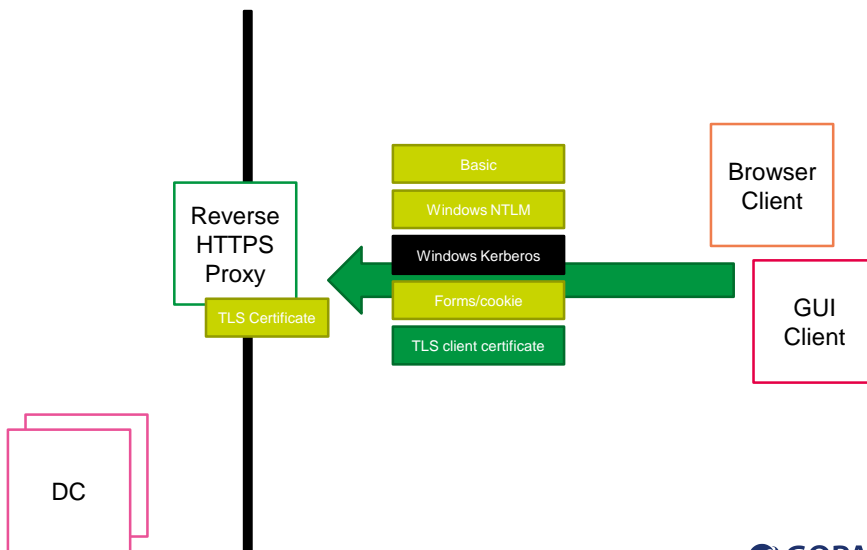 Basic
Windows NTLM
Windows Kerberos
Forms/cookie
TLS client certificate
Reverse
HTTPS
Proxy
TLS Certificate
Browser
Client
GUI
Client
DC